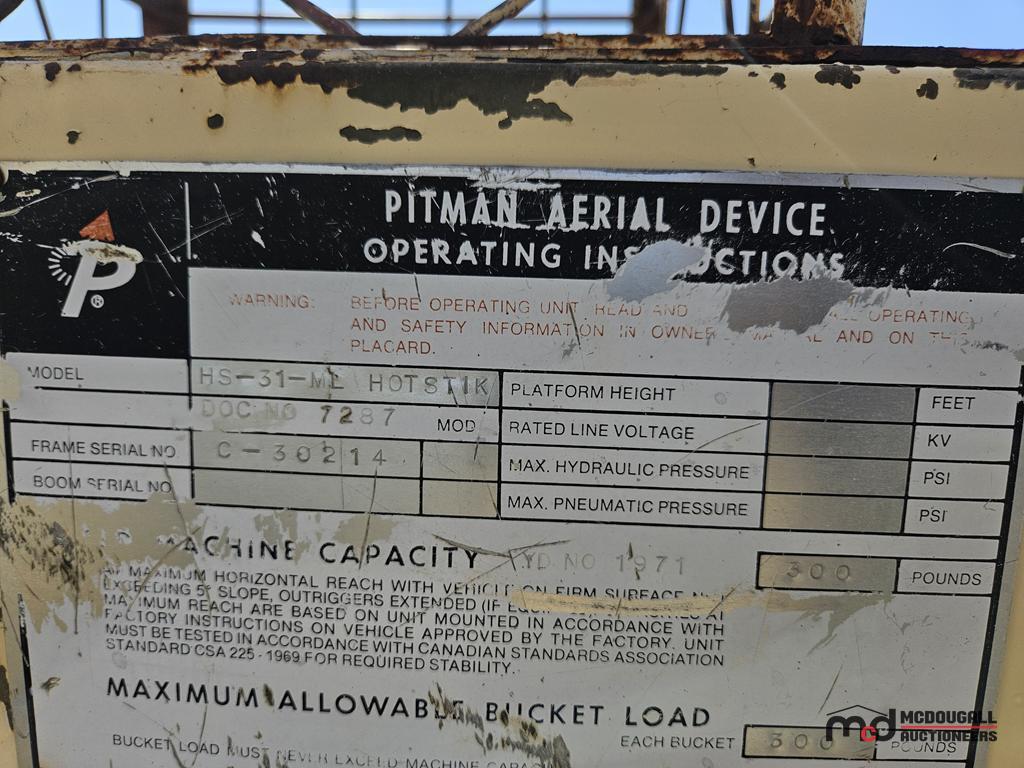 PITMAN AERIAL DEVICE
OPERATING INSTRUCTIONS
P®
WARNING: BEFORE OPERATING UNIT, READ AND OPERATING
AND SAFETY INFORMATION IN OWNER AND ON THIS
PLACARD.
MODEL HS-31-ML HOTSTIK PLATFORM HEIGHT FEET
DOC NO 7287 MOD RATED LINE VOLTAGE KV
FRAME SERIAL NO. C-30214 MAX. HYDRAULIC PRESSURE PSI
BOOM SERIAL NO. MAX. PNEUMATIC PRESSURE PSI
MACHINE CAPACITY YD NO 1971 300 POUNDS
AT MAXIMUM HORIZONTAL REACH WITH VEHICLE ON FIRM SURFACE NOT
EXCEEDING 5° SLOPE, OUTRIGGERS EXTENDED (IF AT
MAXIMUM REACH ARE BASED ON UNIT MOUNTED IN ACCORDANCE WITH
FACTORY INSTRUCTIONS ON VEHICLE APPROVED BY THE FACTORY. UNIT
MUST BE TESTED IN ACCORDANCE WITH CANADIAN STANDARDS ASSOCIATION
STANDARD CSA 225-1969 FOR REQUIRED STABILITY.
MAXIMUM ALLOWABLE BUCKET LOAD
EACH BUCKET 300 POUNDS
BUCKET LOAD MUST NEVER EXCEED MACHINE
mcd MCDOUGALL
AUCTIONEERS